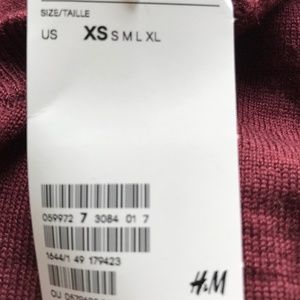 SIZE/TAILLE
US XS S M L XL
059972 7 3084 01 7
1644/1 49 179423
H&M